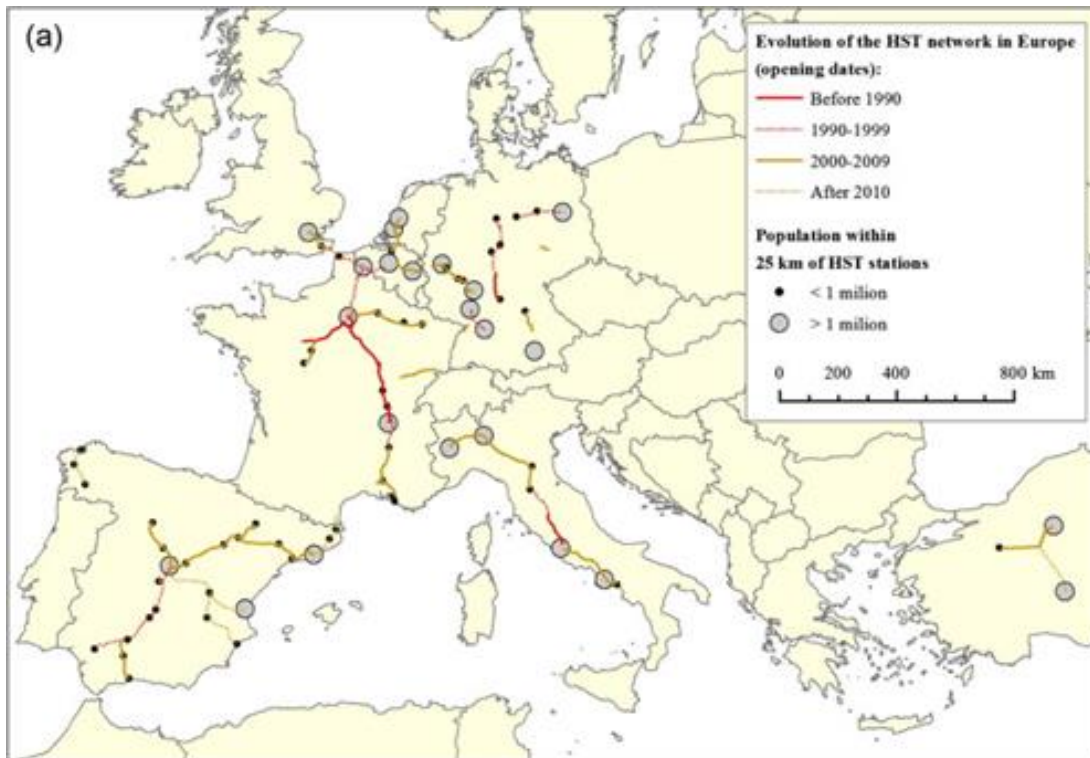 (a)
Evolution of the HST network in Europe
(opening dates):
Before 1990
1990-1999
2000-2009
After 2010
Population within
25 km of HST stations
< 1 milion
> 1 milion
0 200 400 800 km